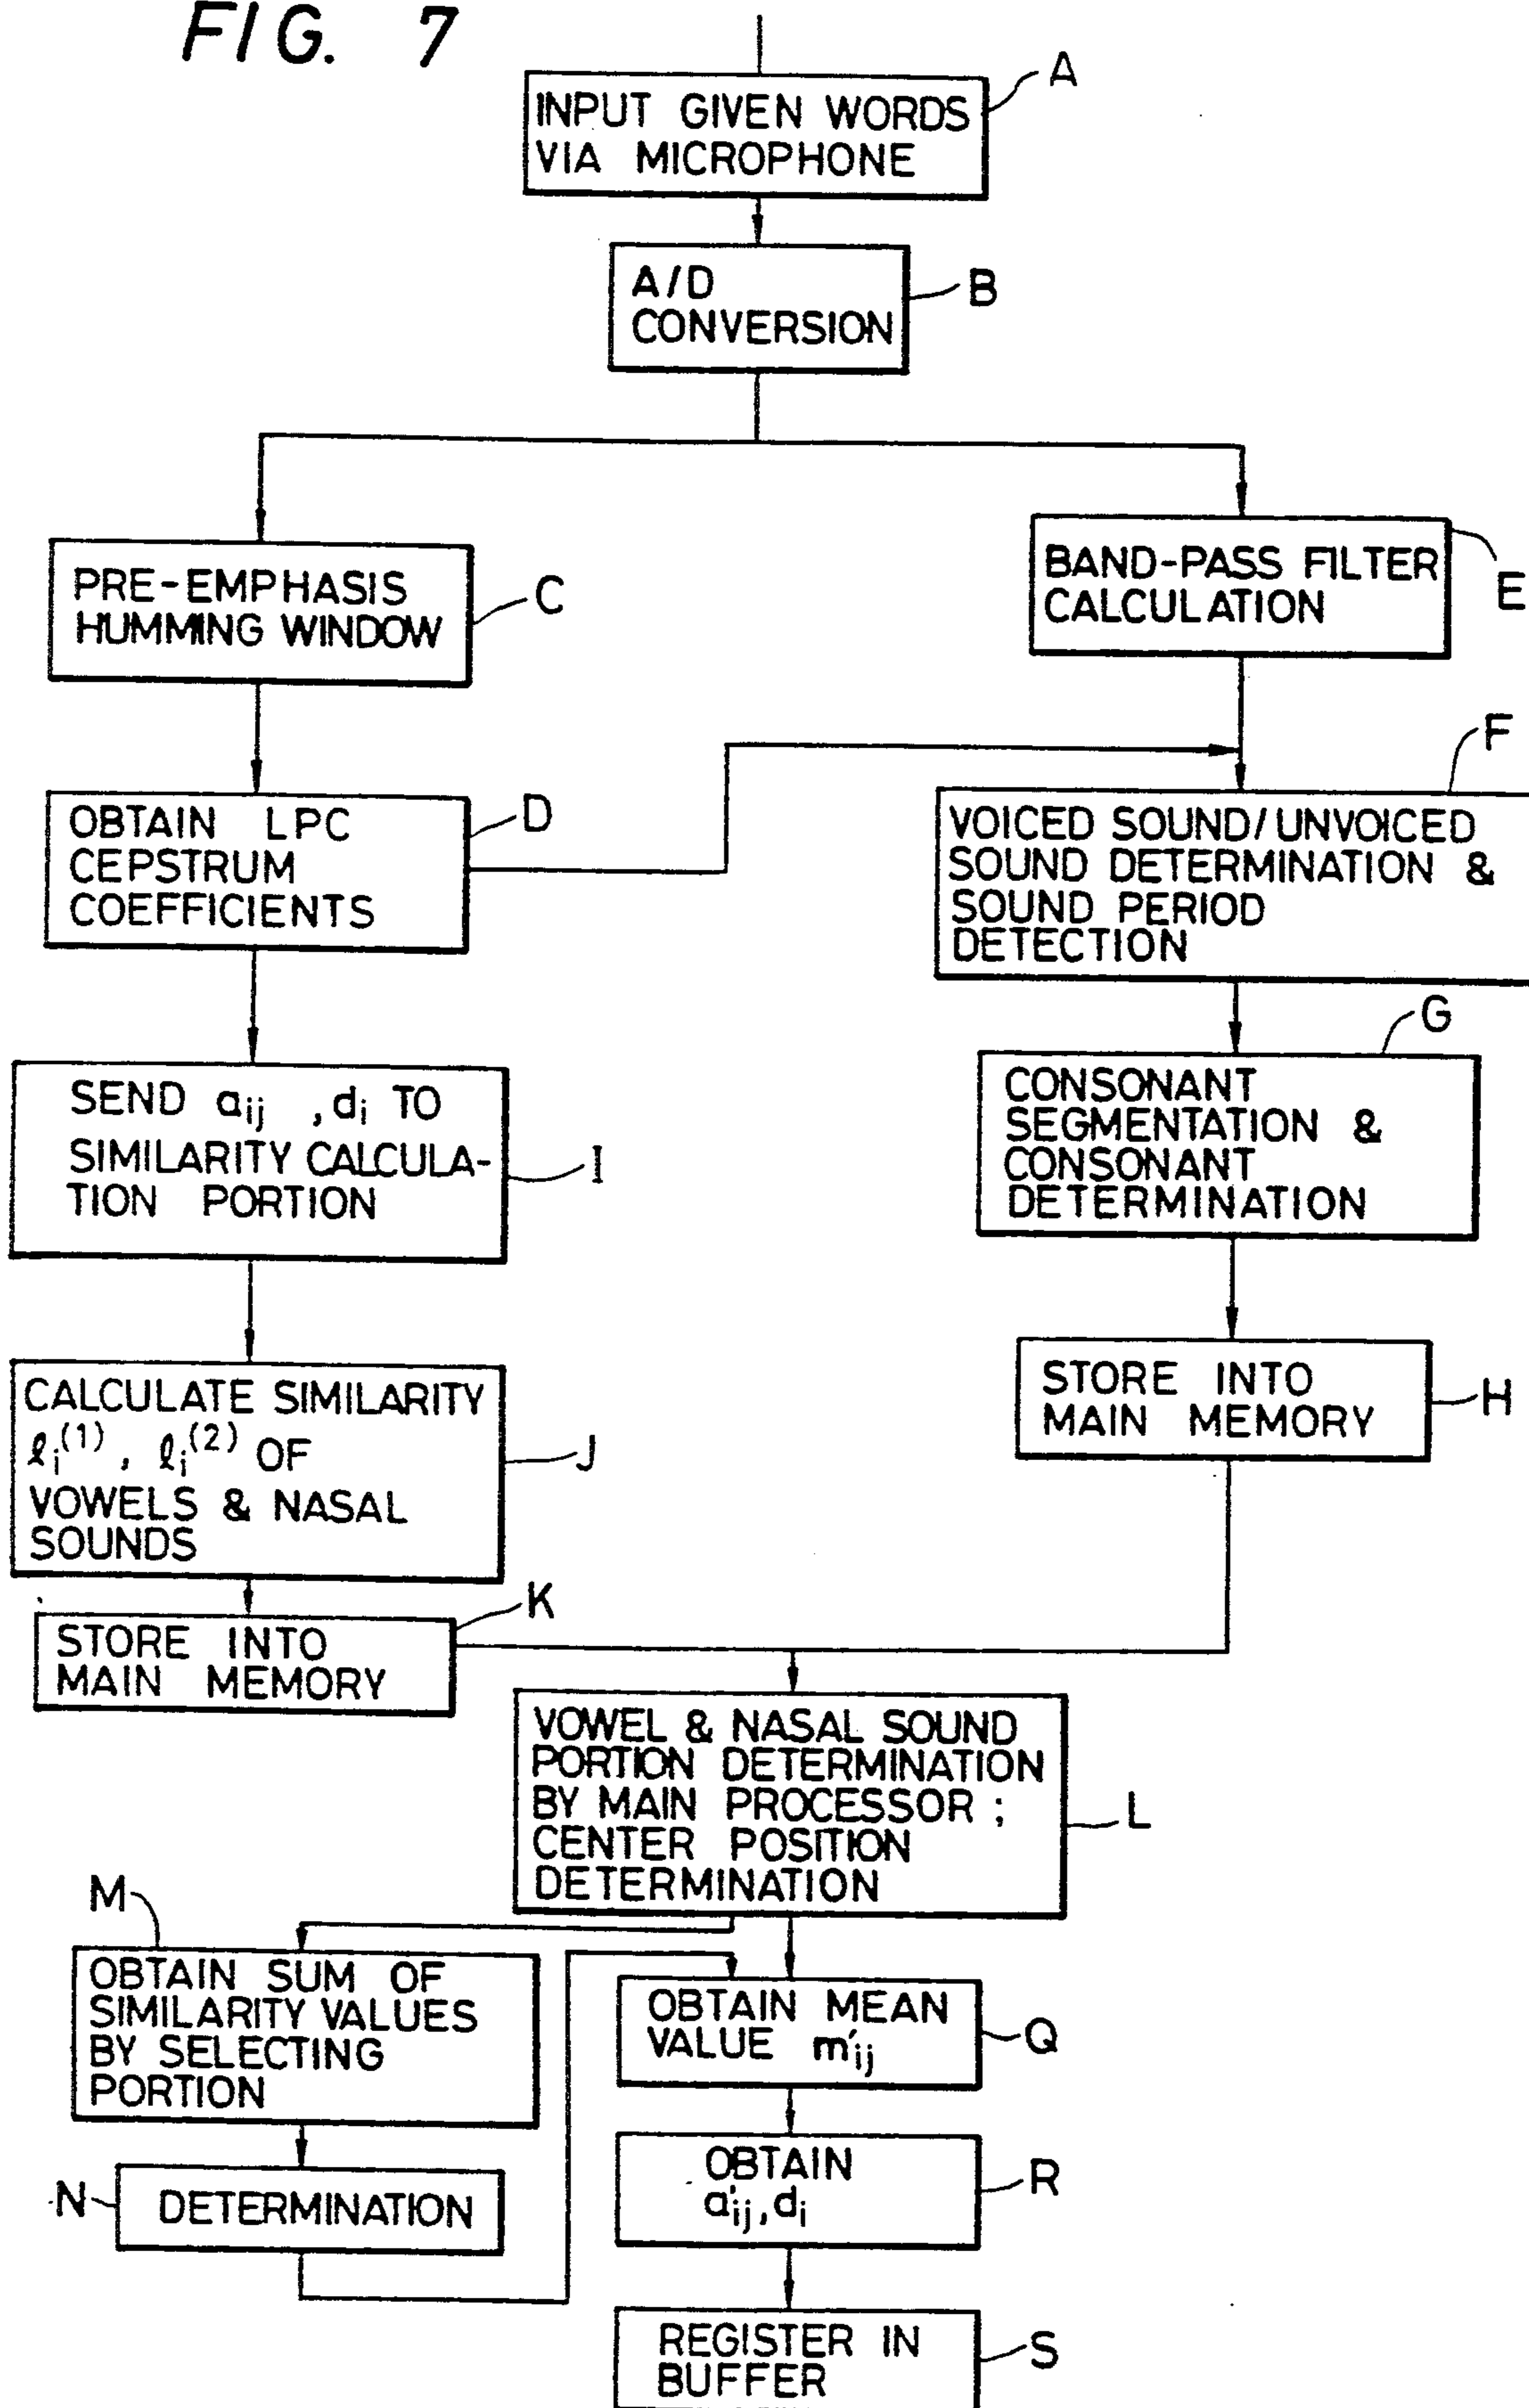 FIG. 7
INPUT GIVEN WORDS
VIA MICROPHONE
A
A/D
CONVERSION
B
PRE-EMPHASIS
HUMMING WINDOW
C
BAND-PASS FILTER
CALCULATION
E
OBTAIN LPC
CEPSTRUM
COEFFICIENTS
D
VOICED SOUND/UNVOICED
SOUND DETERMINATION &
SOUND PERIOD
DETECTION
F
SEND aij , di TO
SIMILARITY CALCULA-
TION PORTION
I
CONSONANT
SEGMENTATION &
CONSONANT
DETERMINATION
G
CALCULATE SIMILARITY
ℓi(1), ℓi(2) OF
VOWELS & NASAL
SOUNDS
J
STORE INTO
MAIN MEMORY
H
STORE INTO
MAIN MEMORY
K
VOWEL & NASAL SOUND
PORTION DETERMINATION
BY MAIN PROCESSOR ;
CENTER POSITION
DETERMINATION
L
M
OBTAIN SUM OF
SIMILARITY VALUES
BY SELECTING
PORTION
OBTAIN MEAN
VALUE m'ij
Q
N
DETERMINATION
OBTAIN
a'ij, di
R
REGISTER IN
BUFFER
S